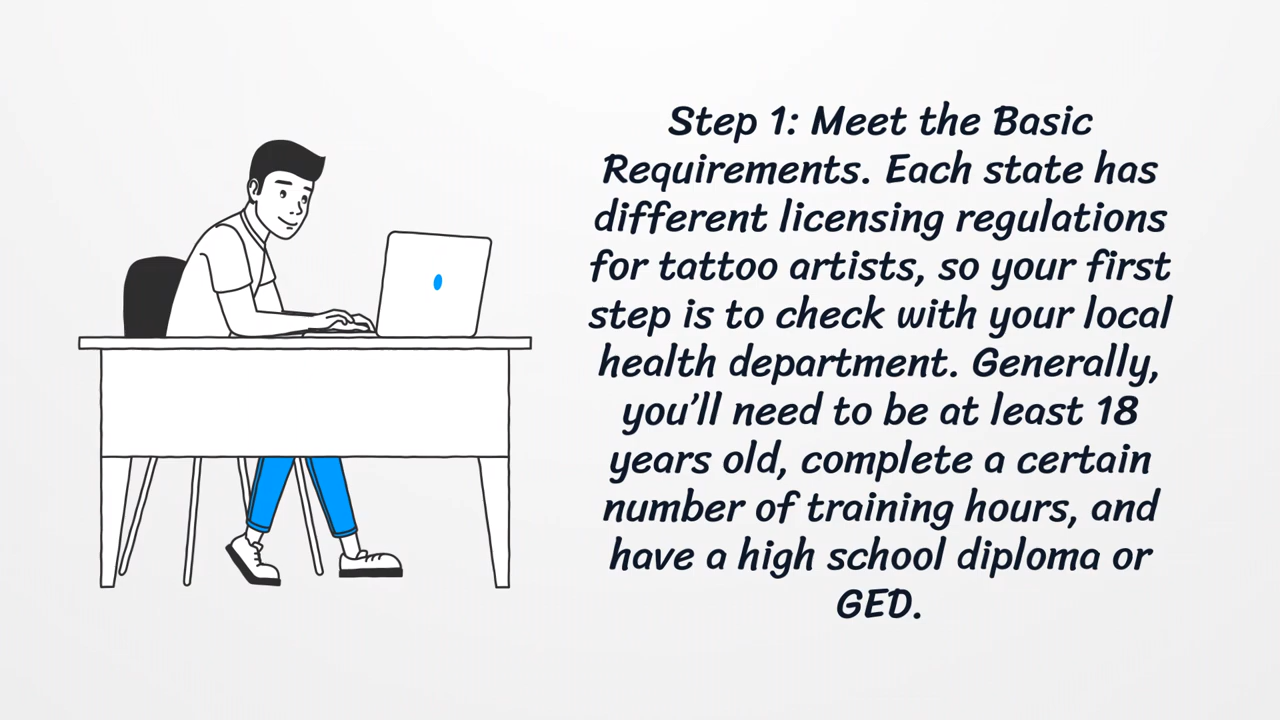 Step 1: Meet the Basic
Requirements. Each state has
different licensing regulations
for tattoo artists, so your first
step is to check with your local
health department. Generally,
you’ll need to be at least 18
years old, complete a certain
number of training hours, and
have a high school diploma or
GED.